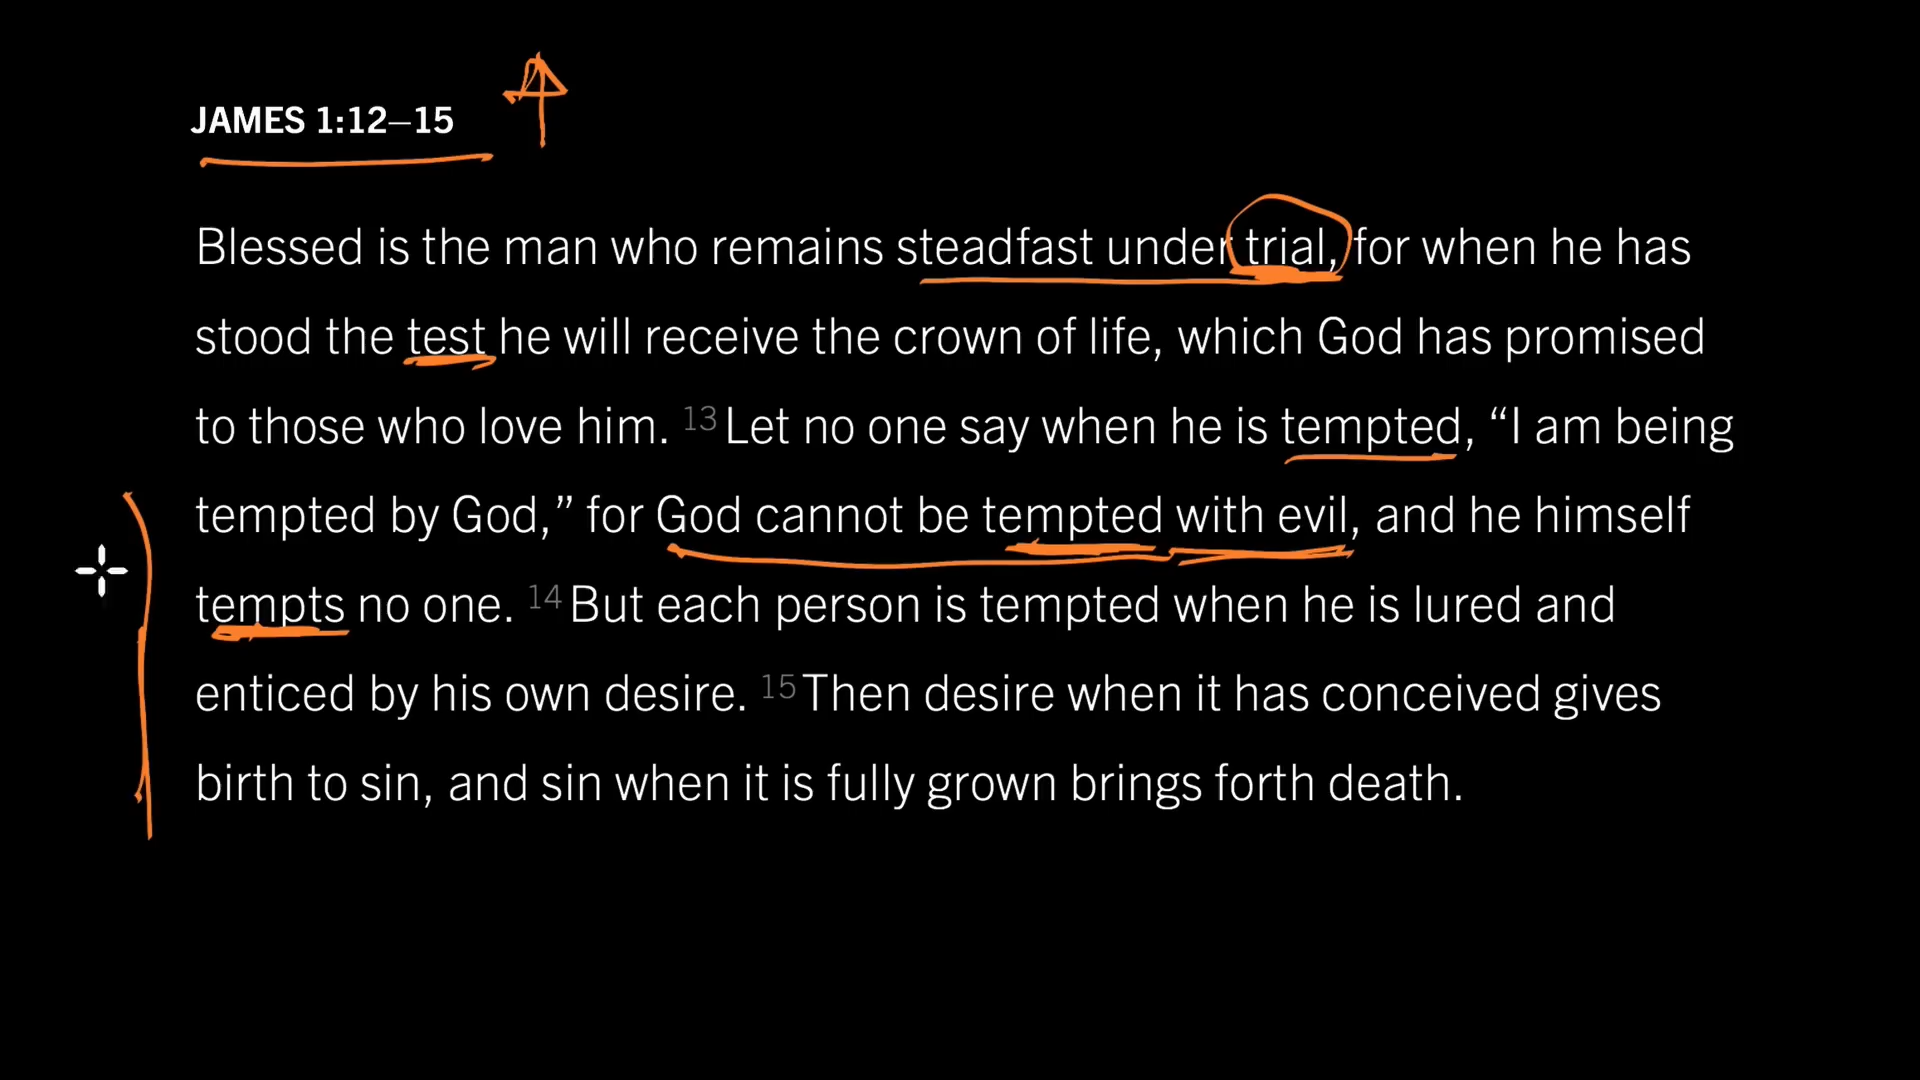 JAMES 1:12–15
Blessed is the man who remains steadfast under trial, for when he has
stood the test he will receive the crown of life, which God has promised
to those who love him. 13 Let no one say when he is tempted, “I am being
tempted by God,” for God cannot be tempted with evil, and he himself
tempts no one. 14 But each person is tempted when he is lured and
enticed by his own desire. 15 Then desire when it has conceived gives
birth to sin, and sin when it is fully grown brings forth death.